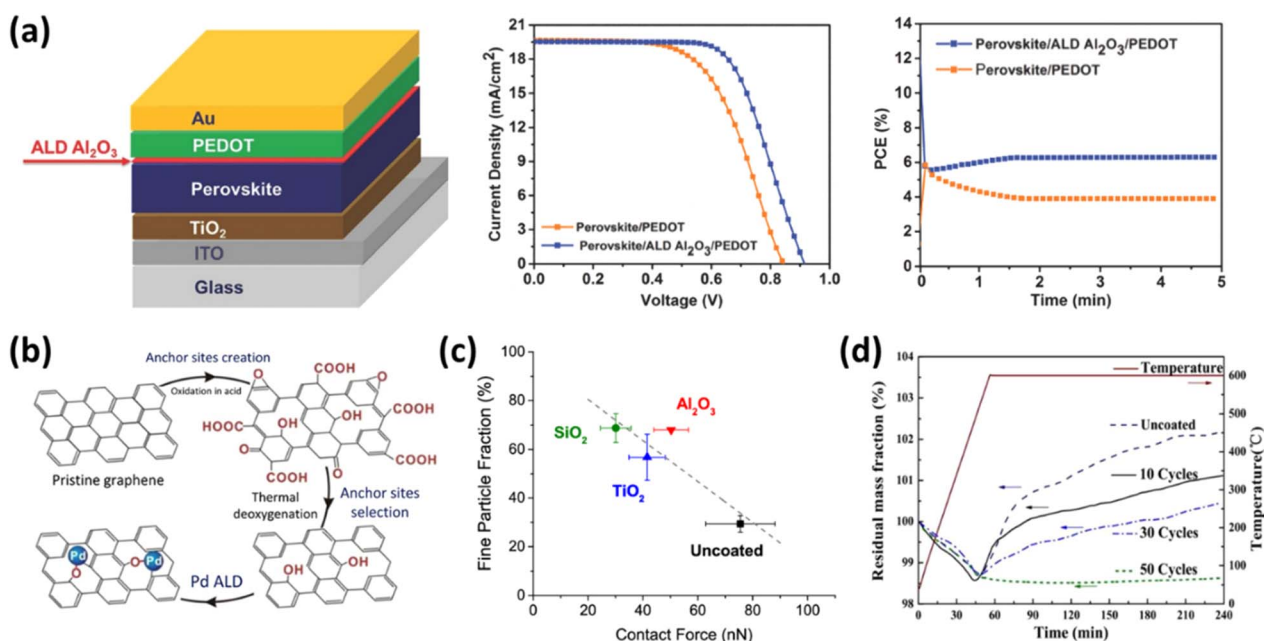 (a)
Au
PEDOT
ALD Al₂O₃
Perovskite
TiO₂
ITO
Glass
Current Density (mA/cm²)
21
18
15
12
9
6
3
0
Perovskite/PEDOT
Perovskite/ALD Al₂O₃/PEDOT
0.0 0.2 0.4 0.6 0.8 1.0
Voltage (V)
PCE (%)
14
12
10
8
6
4
2
0
Perovskite/ALD Al₂O₃/PEDOT
Perovskite/PEDOT
0 1 2 3 4 5
Time (min)
(b)
Anchor sites creation
Oxidation in acid
Pristine graphene
O
COOH
O
COOH
HOOC
OH
OH
COOH
HOOC
O
O
COOH
COOH
Thermal
deoxygenation
Anchor sites
selection
OH
OH
Pd ALD
Pd
O
O
Pd
(c)
Fine Particle Fraction (%)
100
80
60
40
20
0
SiO₂
Al₂O₃
TiO₂
Uncoated
0 20 40 60 80 100
Contact Force (nN)
(d)
Residual mass fraction (%)
104
103
102
101
100
99
98
Temperature
Uncoated
10 Cycles
30 Cycles
50 Cycles
600
500
400
300
200
100
0
Temperature(℃)
0 30 60 90 120 150 180 210 240
Time (min)